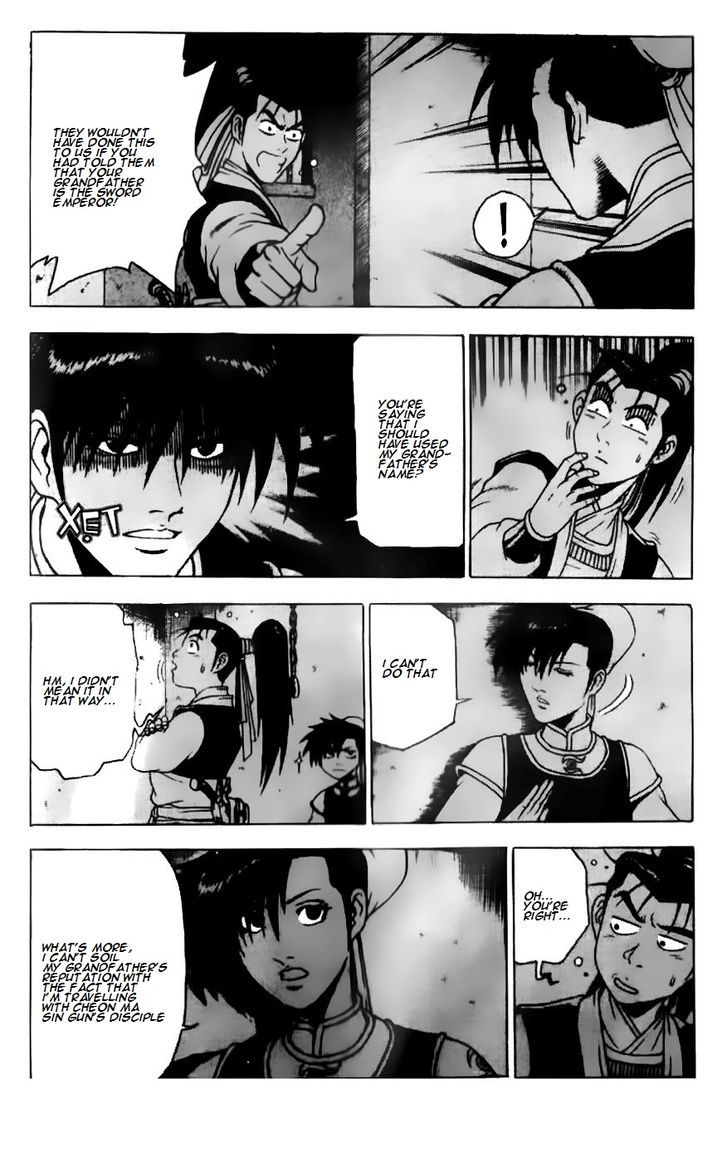 THEY WOULDN'T
HAVE DONE THIS
TO US IF YOU
HAD TOLD THEM
THAT YOUR
GRANDFATHER
IS THE SWORD
EMPEROR!
!
YOU'RE
SAYING
THAT I
SHOULD
HAVE USED
MY GRAND-
FATHER'S
NAME?
XẸT
HM, I DIDN'T
MEAN IT IN
THAT WAY...
I CAN'T
DO THAT
WHAT'S MORE,
I CAN'T SOIL
MY GRANDFATHER'S
REPUTATION WITH
THE FACT THAT
I'M TRAVELLING
WITH CHEON MA
SIN GUN'S DISCIPLE
OH...
YOU'RE
RIGHT...